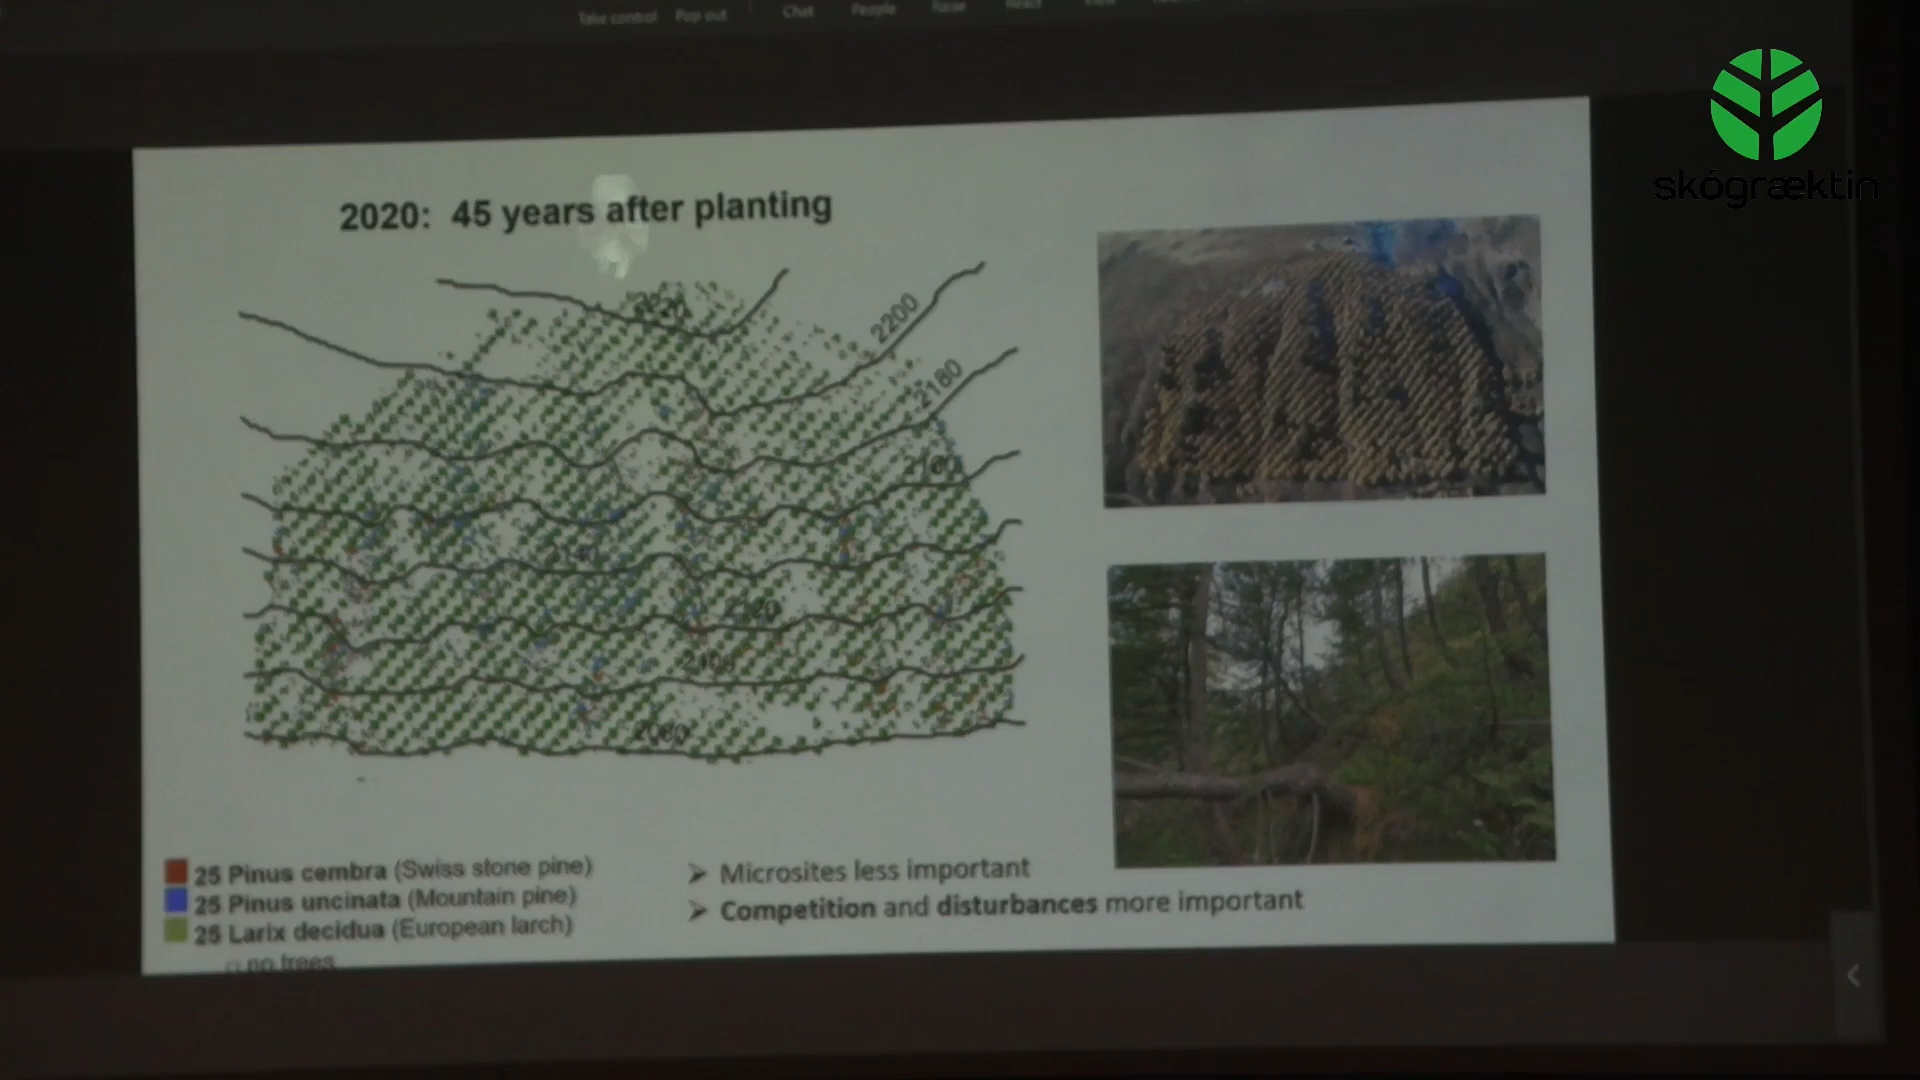 Take control Pop out Chat People Raise React View
skógræktin
2020: 45 years after planting
2220
2200
2180
2160
2140
2120
2100
2080
25 Pinus cembra (Swiss stone pine)
25 Pinus uncinata (Mountain pine)
25 Larix decidua (European larch)
no trees
➢ Microsites less important
➢ Competition and disturbances more important